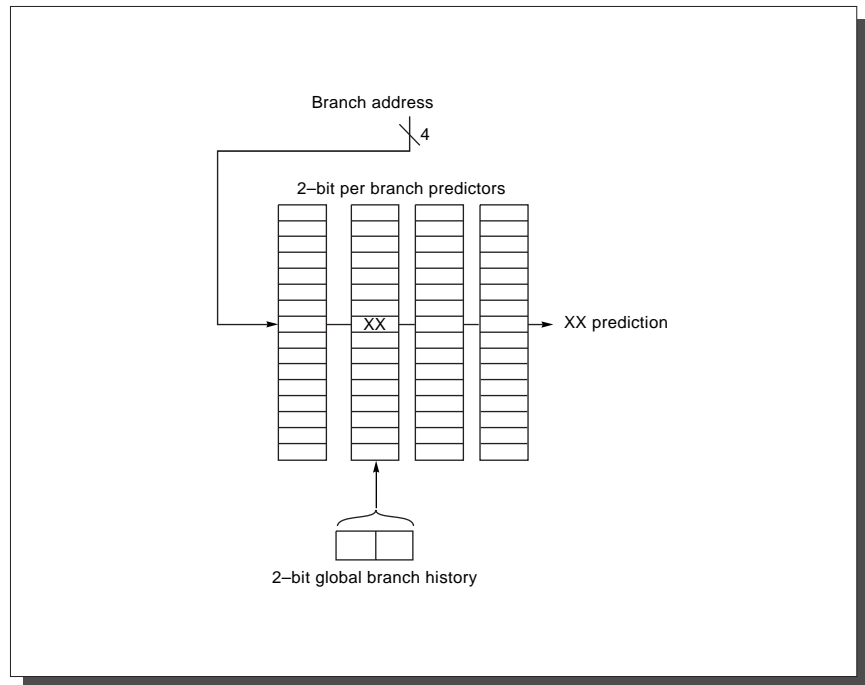 Branch address
4
2–bit per branch predictors
XX
XX prediction
2–bit global branch history